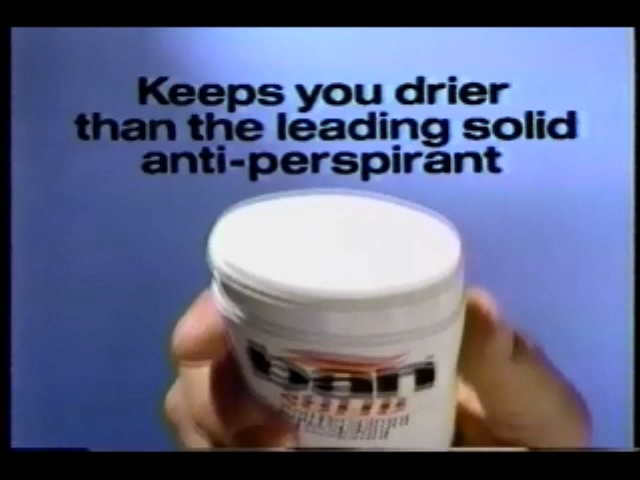 Keeps you drier
than the leading solid
anti-perspirant
ban